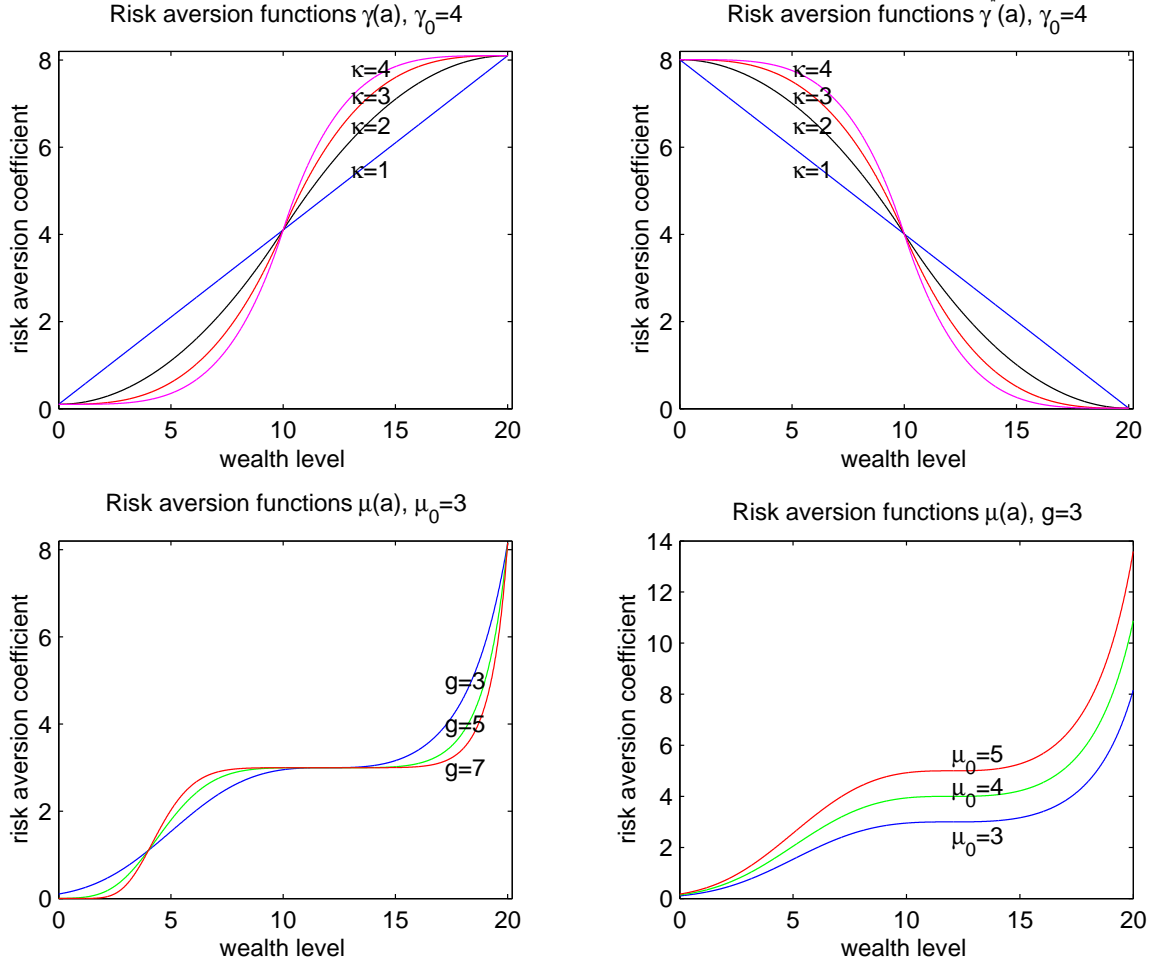 Risk aversion functions γ(a), γ0=4
risk aversion coefficient
8
6
4
2
0
κ=4
κ=3
κ=2
κ=1
0 5 10 15 20
wealth level
Risk aversion functions γ*(a), γ0=4
risk aversion coefficient
8
6
4
2
0
κ=4
κ=3
κ=2
κ=1
0 5 10 15 20
wealth level
Risk aversion functions μ(a), μ0=3
risk aversion coefficient
8
6
4
2
0
g=3
g=5
g=7
0 5 10 15 20
wealth level
Risk aversion functions μ(a), g=3
risk aversion coefficient
14
12
10
8
6
4
2
0
μ0=5
μ0=4
μ0=3
0 5 10 15 20
wealth level